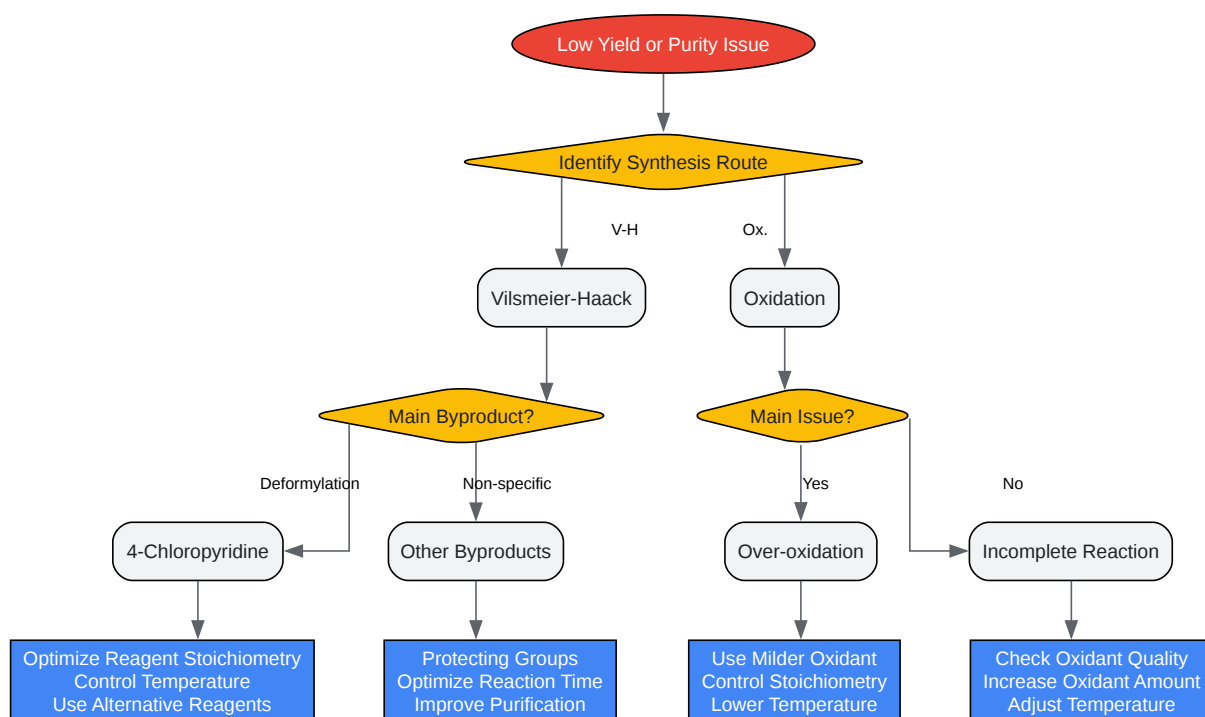 Low Yield or Purity Issue
Identify Synthesis Route
V-H
Ox.
Vilsmeier-Haack
Oxidation
Main Byproduct?
Main Issue?
Deformylation
Non-specific
Yes
No
4-Chloropyridine
Other Byproducts
Over-oxidation
Incomplete Reaction
Optimize Reagent Stoichiometry
Control Temperature
Use Alternative Reagents
Protecting Groups
Optimize Reaction Time
Improve Purification
Use Milder Oxidant
Control Stoichiometry
Lower Temperature
Check Oxidant Quality
Increase Oxidant Amount
Adjust Temperature